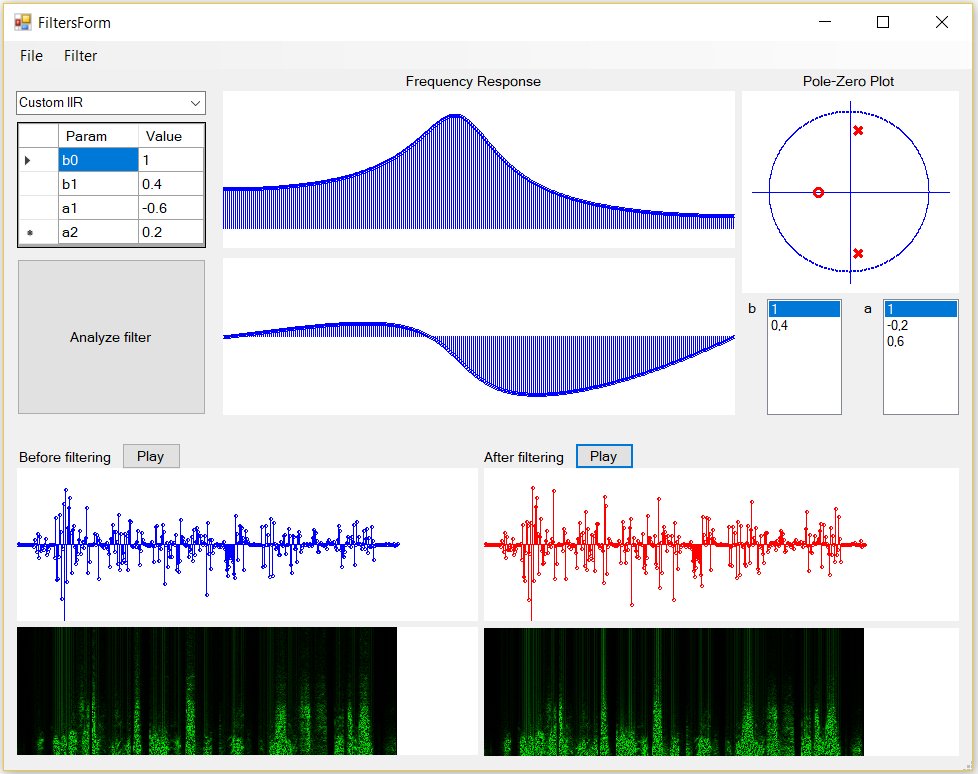 FiltersForm
File Filter
Frequency Response
Pole-Zero Plot
Custom IIR
Param Value
b0 1
b1 0.4
a1 -0.6
a2 0.2
Analyze filter
b
1
0.4
a
1
-0,2
0,6
Before filtering Play
After filtering Play